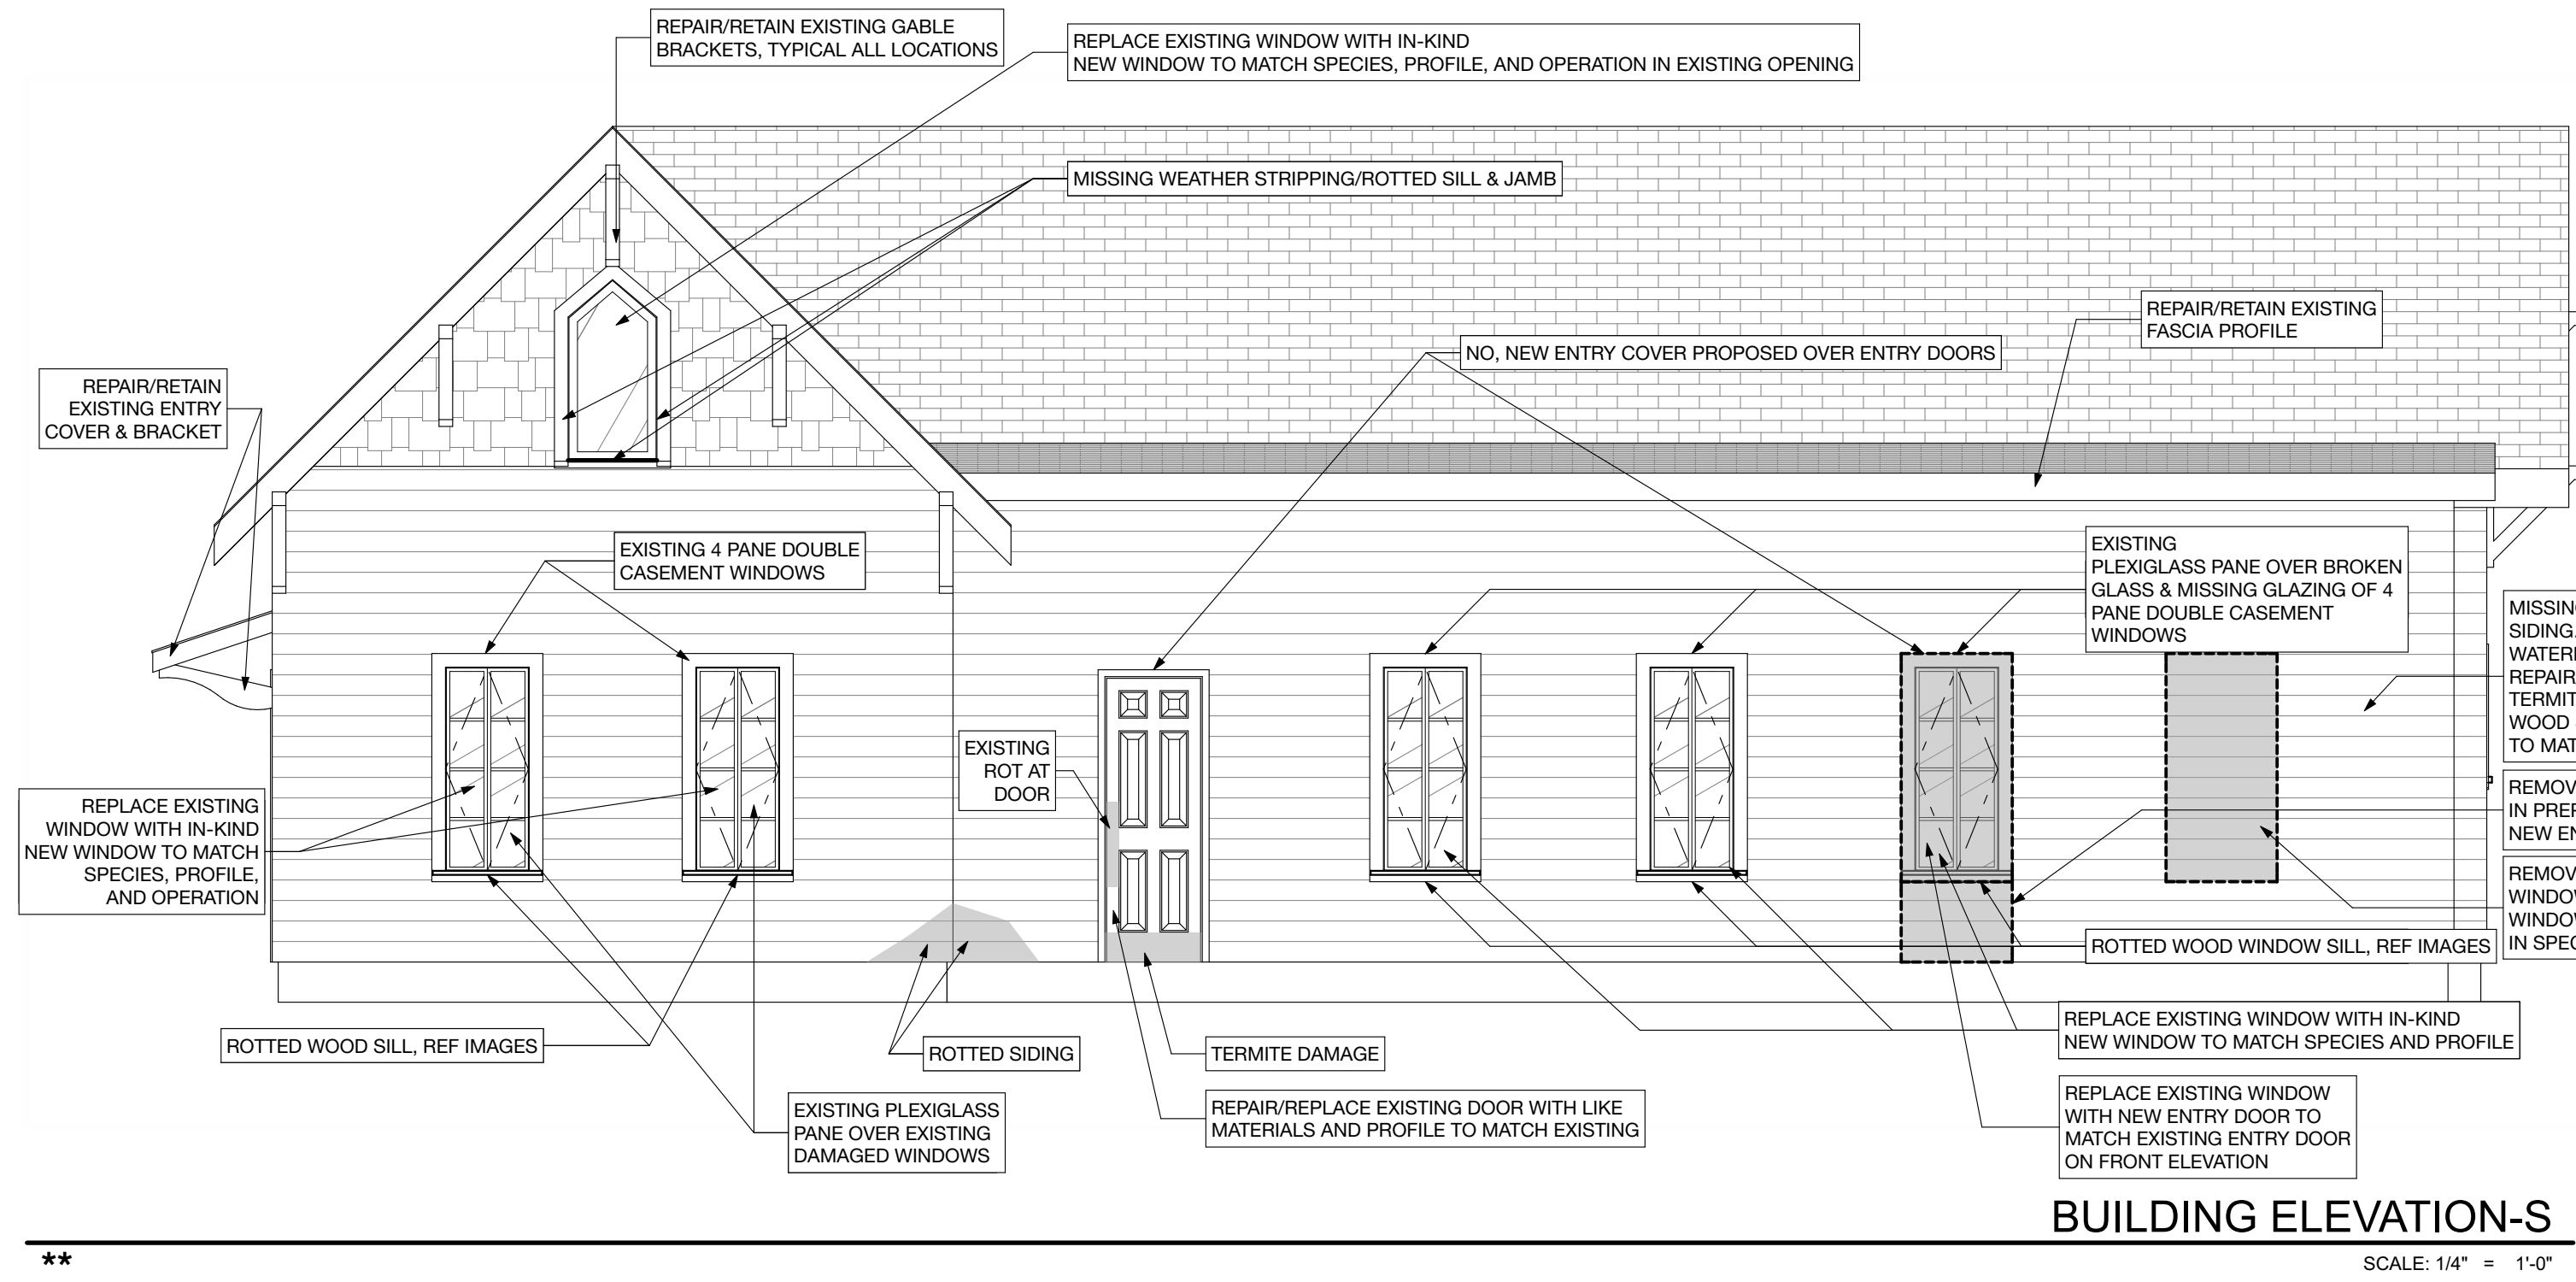 REPAIR/RETAIN EXISTING GABLE
BRACKETS, TYPICAL ALL LOCATIONS
REPLACE EXISTING WINDOW WITH IN-KIND
NEW WINDOW TO MATCH SPECIES, PROFILE, AND OPERATION IN EXISTING OPENING
MISSING WEATHER STRIPPING/ROTTED SILL & JAMB
REPAIR/RETAIN EXISTING
FASCIA PROFILE
NO, NEW ENTRY COVER PROPOSED OVER ENTRY DOORS
REPAIR/RETAIN
EXISTING ENTRY
COVER & BRACKET
EXISTING 4 PANE DOUBLE
CASEMENT WINDOWS
EXISTING
PLEXIGLASS PANE OVER BROKEN
GLASS & MISSING GLAZING OF 4
PANE DOUBLE CASEMENT
WINDOWS
MISSIN
SIDING
WATER
REPAIR
TERMIT
WOOD
TO MAT
EXISTING
ROT AT
DOOR
REMOV
IN PREP
NEW EN
REPLACE EXISTING
WINDOW WITH IN-KIND
NEW WINDOW TO MATCH
SPECIES, PROFILE,
AND OPERATION
REMOV
WINDOW
WINDOW
IN SPEC
ROTTED WOOD WINDOW SILL, REF IMAGES
ROTTED WOOD SILL, REF IMAGES
ROTTED SIDING
TERMITE DAMAGE
REPLACE EXISTING WINDOW WITH IN-KIND
NEW WINDOW TO MATCH SPECIES AND PROFILE
EXISTING PLEXIGLASS
PANE OVER EXISTING
DAMAGED WINDOWS
REPAIR/REPLACE EXISTING DOOR WITH LIKE
MATERIALS AND PROFILE TO MATCH EXISTING
REPLACE EXISTING WINDOW
WITH NEW ENTRY DOOR TO
MATCH EXISTING ENTRY DOOR
ON FRONT ELEVATION
BUILDING ELEVATION-S
**
SCALE: 1/4" = 1'-0"